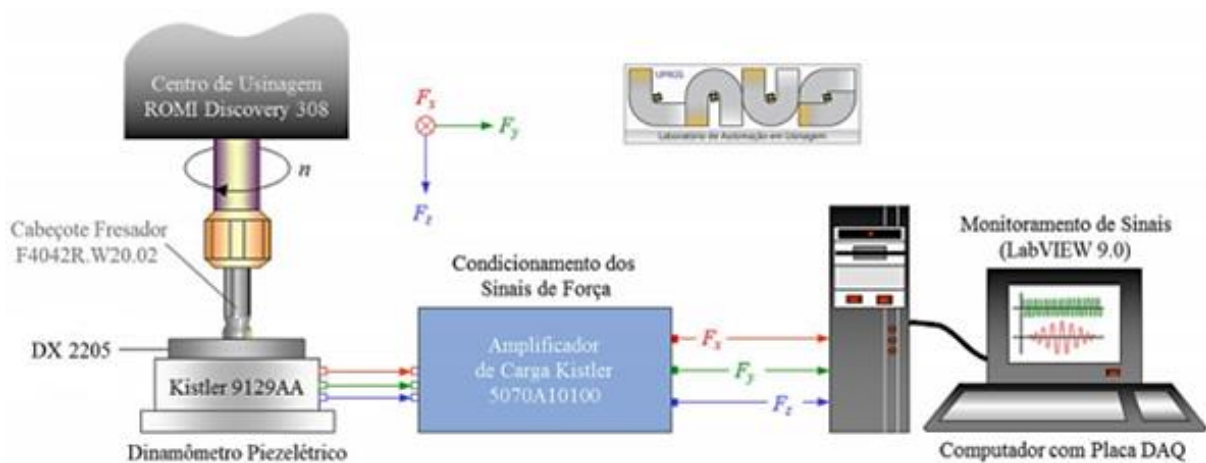 Centro de Usinagem
ROMI Discovery 308
n
Cabeçote Fresador
F4042R.W20.02
DX 2205
Kistler 9129AA
Dinamômetro Piezelétrico
Fx
Fy
Fz
Condicionamento dos
Sinais de Força
Amplificador
de Carga Kistler
5070A10100
Fx
Fy
Fz
UFRGS
Laboratório de Automação em Usinagem
Monitoramento de Sinais
(LabVIEW 9.0)
Computador com Placa DAQ